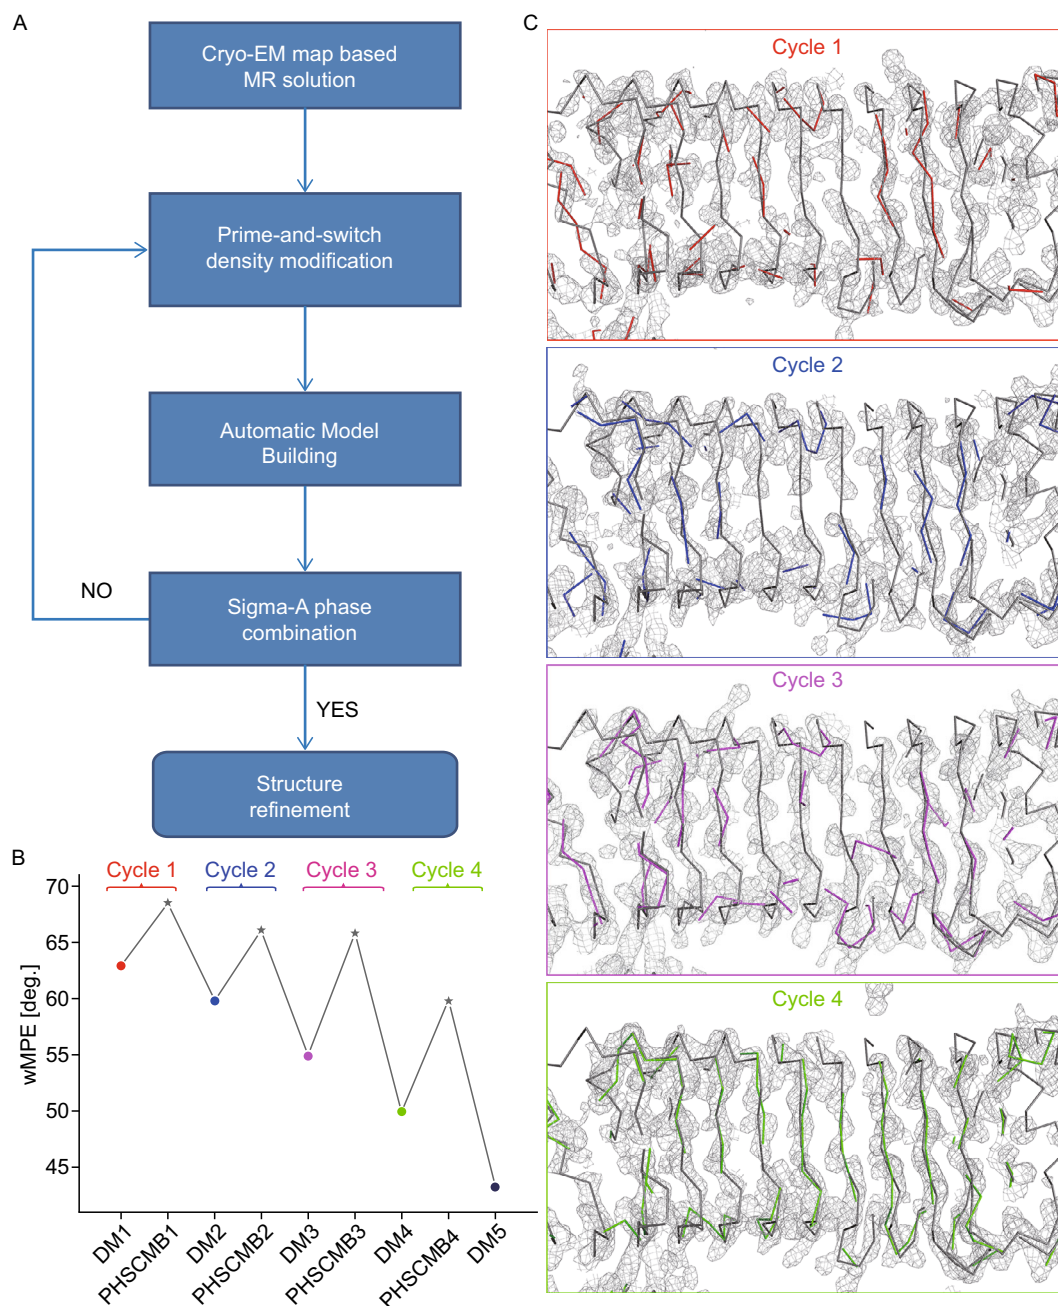 A
Cryo-EM map based
MR solution
Prime-and-switch
density modification
Automatic Model
Building
Sigma-A phase
combination
NO
YES
Structure
refinement
B
Cycle 1
Cycle 2
Cycle 3
Cycle 4
70
65
60
55
50
45
wMPE [deg.]
DM1
PHSCMB1
DM2
PHSCMB2
DM3
PHSCMB3
DM4
PHSCMB4
DM5
C
Cycle 1
Cycle 2
Cycle 3
Cycle 4